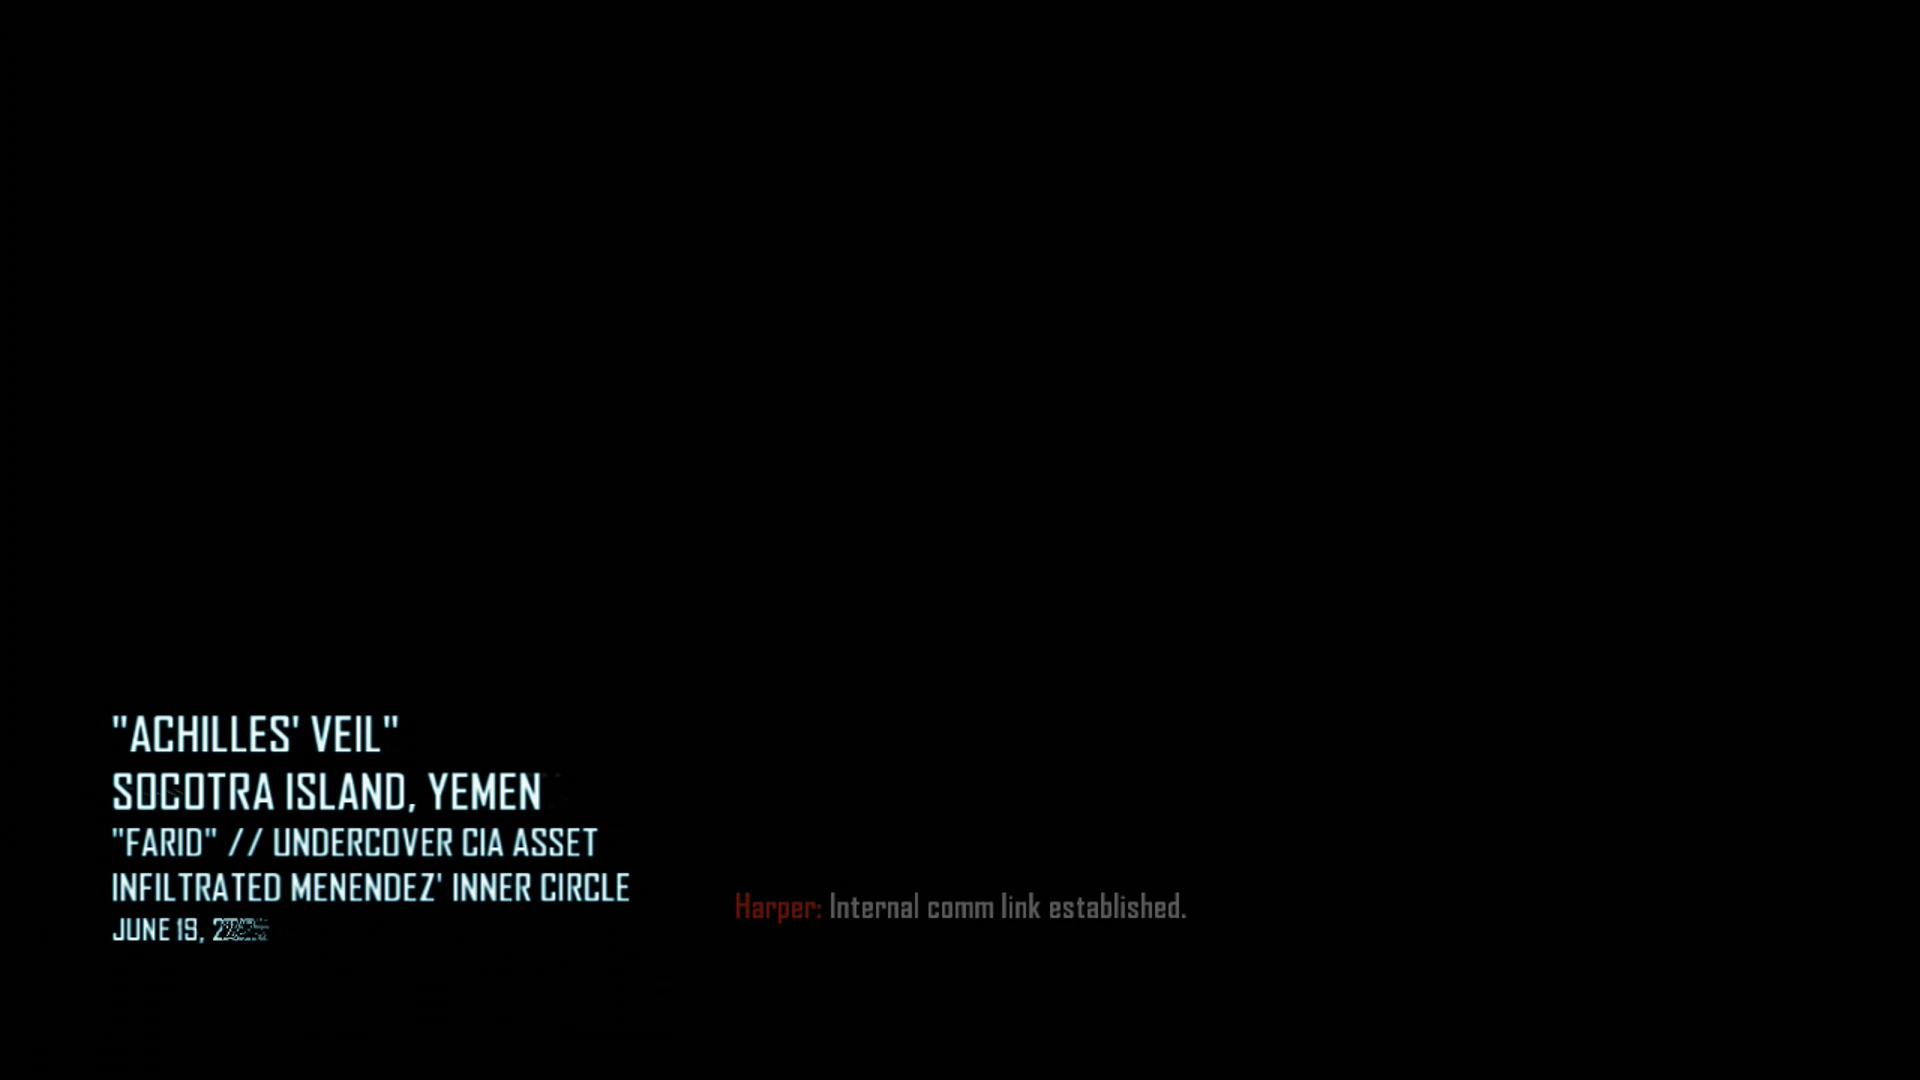 "ACHILLES' VEIL"
SOCOTRA ISLAND, YEMEN
"FARID" // UNDERCOVER CIA ASSET
INFILTRATED MENENDEZ' INNER CIRCLE
JUNE 19,
Harper: Internal comm link established.